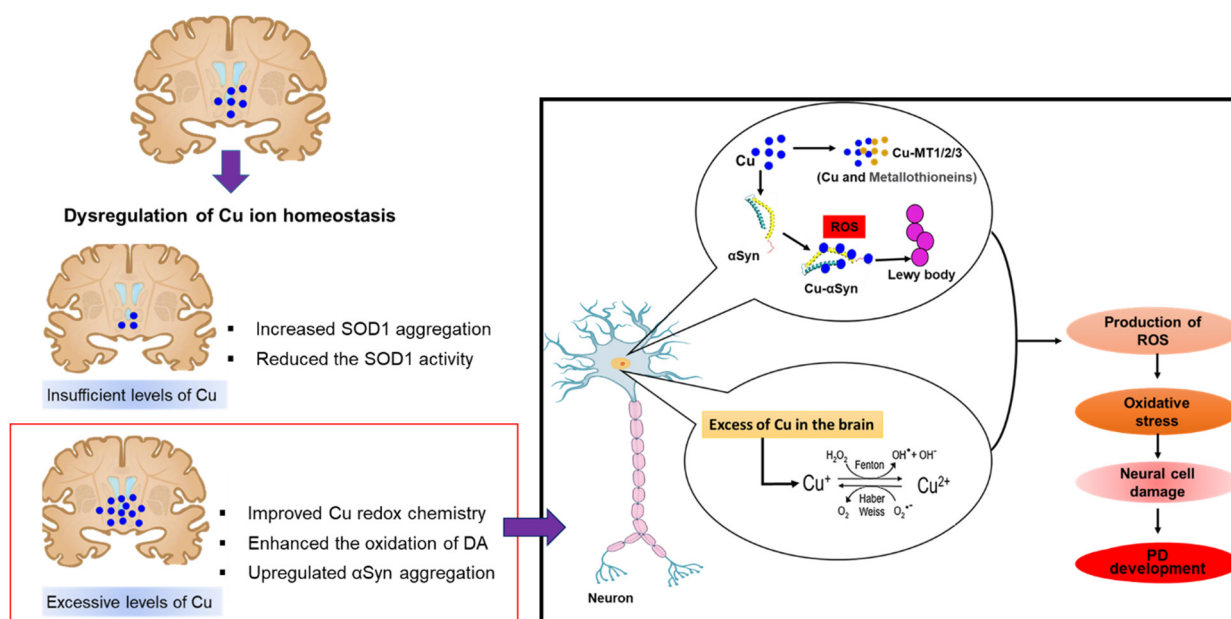 Dysregulation of Cu ion homeostasis
▪ Increased SOD1 aggregation
▪ Reduced the SOD1 activity
Insufficient levels of Cu
▪ Improved Cu redox chemistry
▪ Enhanced the oxidation of DA
▪ Upregulated αSyn aggregation
Excessive levels of Cu
Cu
Cu-MT1/2/3
(Cu and Metallothioneins)
αSyn
ROS
Cu-αSyn
Lewy body
Excess of Cu in the brain
H₂O₂
OH• + OH⁻
Fenton
Cu⁺
Cu²⁺
Haber
Weiss
O₂
O₂•⁻
Neuron
Production of
ROS
Oxidative
stress
Neural cell
damage
PD
development